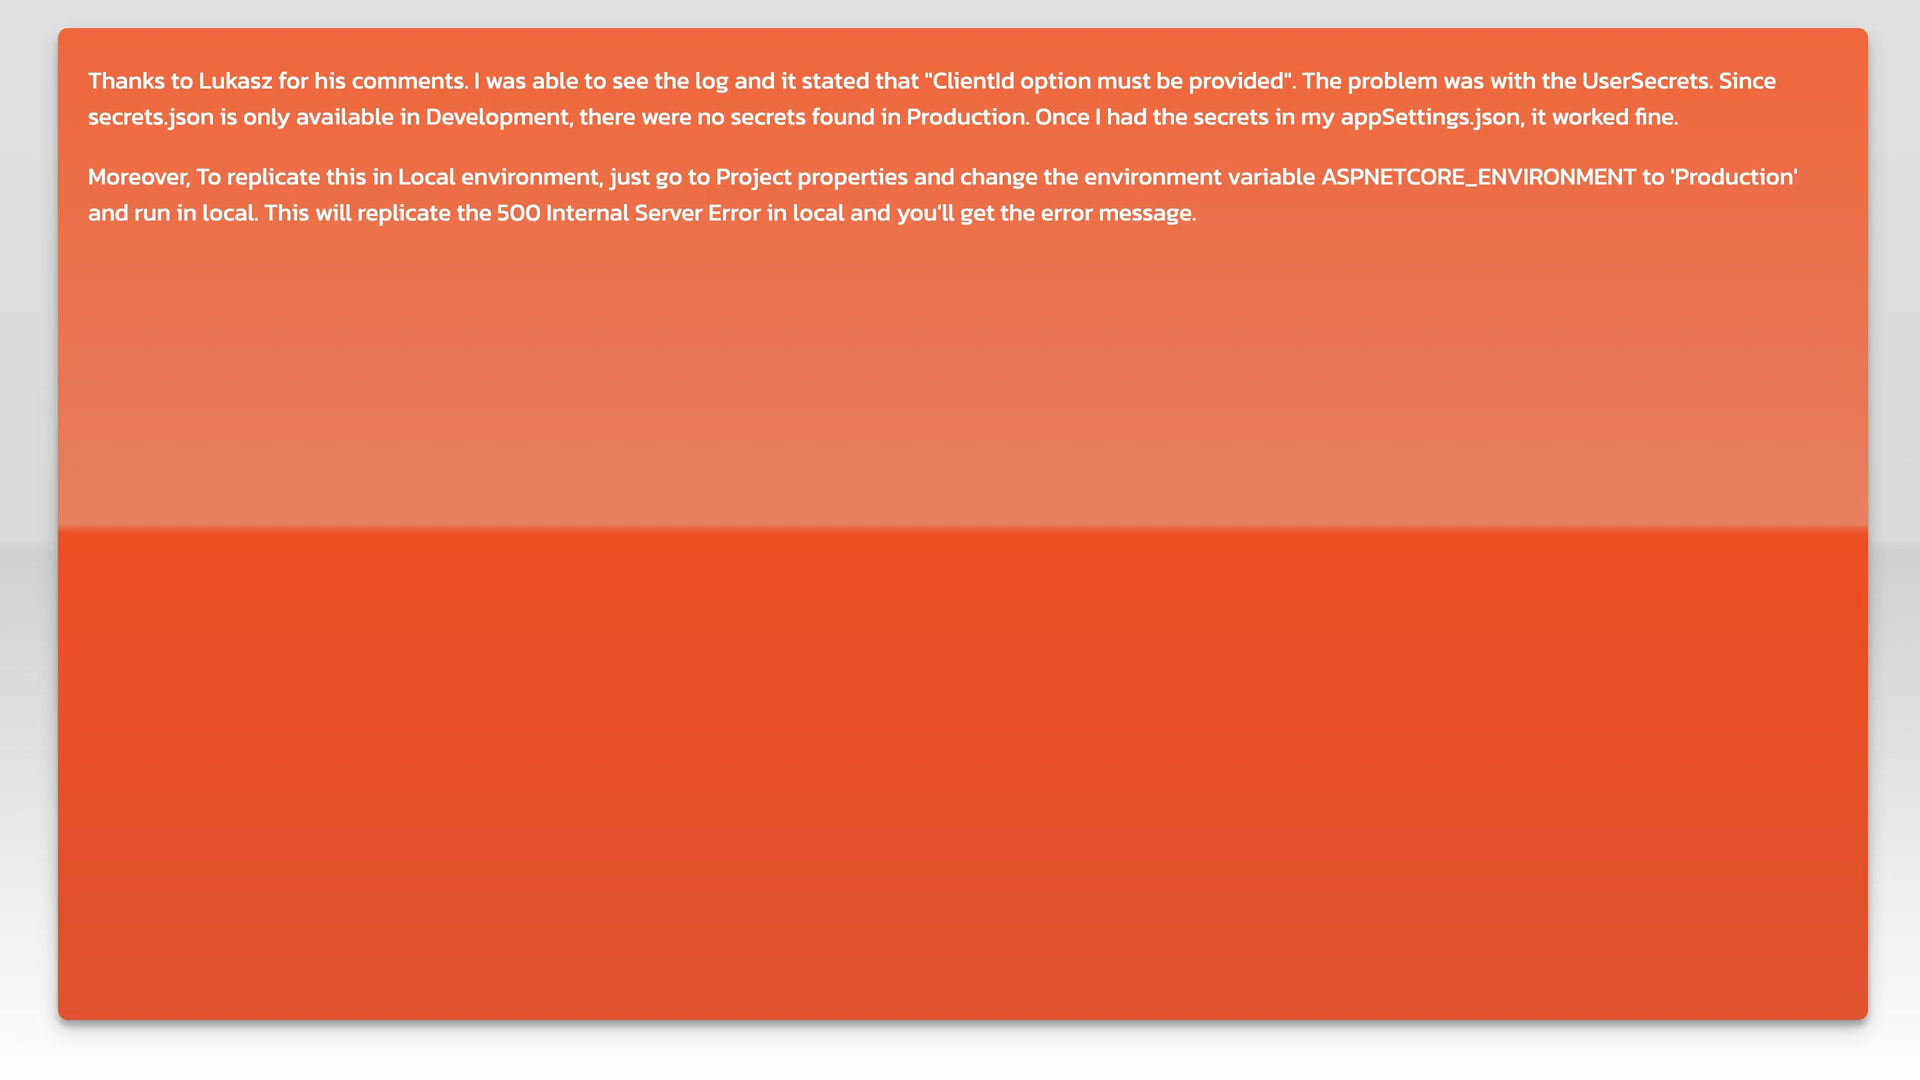 Thanks to Lukasz for his comments. I was able to see the log and it stated that "ClientId option must be provided". The problem was with the UserSecrets. Since
secrets.json is only available in Development, there were no secrets found in Production. Once I had the secrets in my appSettings.json, it worked fine.
Moreover, To replicate this in Local environment, just go to Project properties and change the environment variable ASPNETCORE_ENVIRONMENT to 'Production'
and run in local. This will replicate the 500 Internal Server Error in local and you'll get the error message.